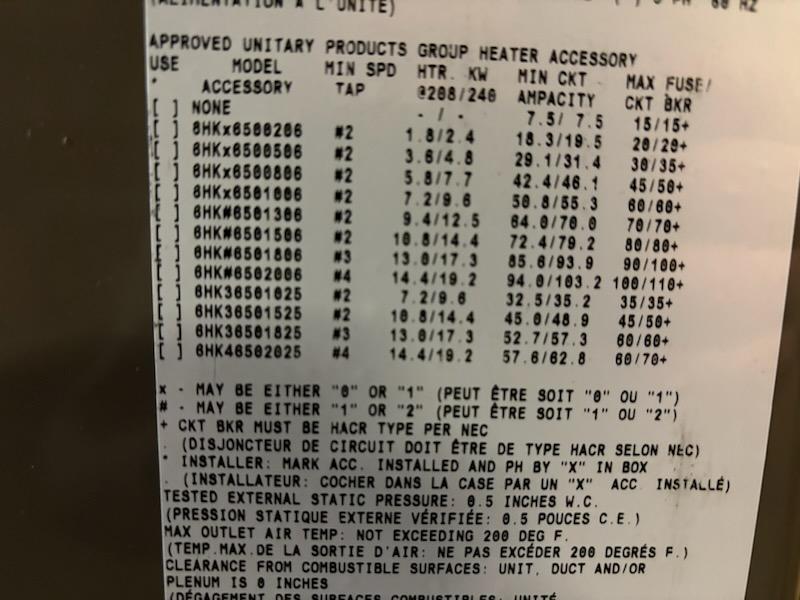 (ALIMENTATION A L'UNITE)
60 HZ
APPROVED UNITARY PRODUCTS GROUP HEATER ACCESSORY
USE MODEL MIN SPD HTR. KW MIN CKT MAX FUSE/
* ACCESSORY TAP @208/240 AMPACITY CKT BKR
[ ] NONE - / - 7.5/ 7.5 15/15+
[ ] 6HKx6500206 #2 1.8/2.4 18.3/19.5 20/20+
[ ] 6HKx6500506 #2 3.6/4.8 29.1/31.4 30/35+
[ ] 6HKx6500806 #2 5.8/7.7 42.4/46.1 45/50+
[ ] 6HKx6501006 #2 7.2/9.6 50.8/55.3 60/60+
[ ] 6HK#6501306 #2 9.4/12.5 64.0/70.0 70/70+
[ ] 6HK#6501506 #2 10.8/14.4 72.4/79.2 80/80+
[ ] 6HK#6501806 #3 13.0/17.3 85.6/93.9 90/100+
[ ] 6HK#6502006 #4 14.4/19.2 94.0/103.2 100/110+
[ ] 6HK36501025 #2 7.2/9.6 32.5/35.2 35/35+
[ ] 6HK36501525 #2 10.8/14.4 45.0/48.9 45/50+
[ ] 6HK36501825 #3 13.0/17.3 52.7/57.3 60/60+
[ ] 6HK46502025 #4 14.4/19.2 57.6/62.8 60/70+
x - MAY BE EITHER "0" OR "1" (PEUT ÊTRE SOIT "0" OU "1")
# - MAY BE EITHER "1" OR "2" (PEUT ÊTRE SOIT "1" OU "2")
+ CKT BKR MUST BE HACR TYPE PER NEC
(DISJONCTEUR DE CIRCUIT DOIT ÊTRE DE TYPE HACR SELON NEC)
* INSTALLER: MARK ACC. INSTALLED AND PH BY "X" IN BOX
(INSTALLATEUR: COCHER DANS LA CASE PAR UN "X" ACC INSTALLÉ)
TESTED EXTERNAL STATIC PRESSURE: 0.5 INCHES W.C.
(PRESSION STATIQUE EXTERNE VÉRIFIÉE: 0.5 POUCES C.E.)
MAX OUTLET AIR TEMP: NOT EXCEEDING 200 DEG F.
(TEMP.MAX.DE LA SORTIE D'AIR: NE PAS EXCÉDER 200 DEGRÉS F.)
CLEARANCE FROM COMBUSTIBLE SURFACES: UNIT, DUCT AND/OR
PLENUM IS 0 INCHES
(DÉGAGEMENT DES SURFACES COMBUSTIBLES: UNITÉ